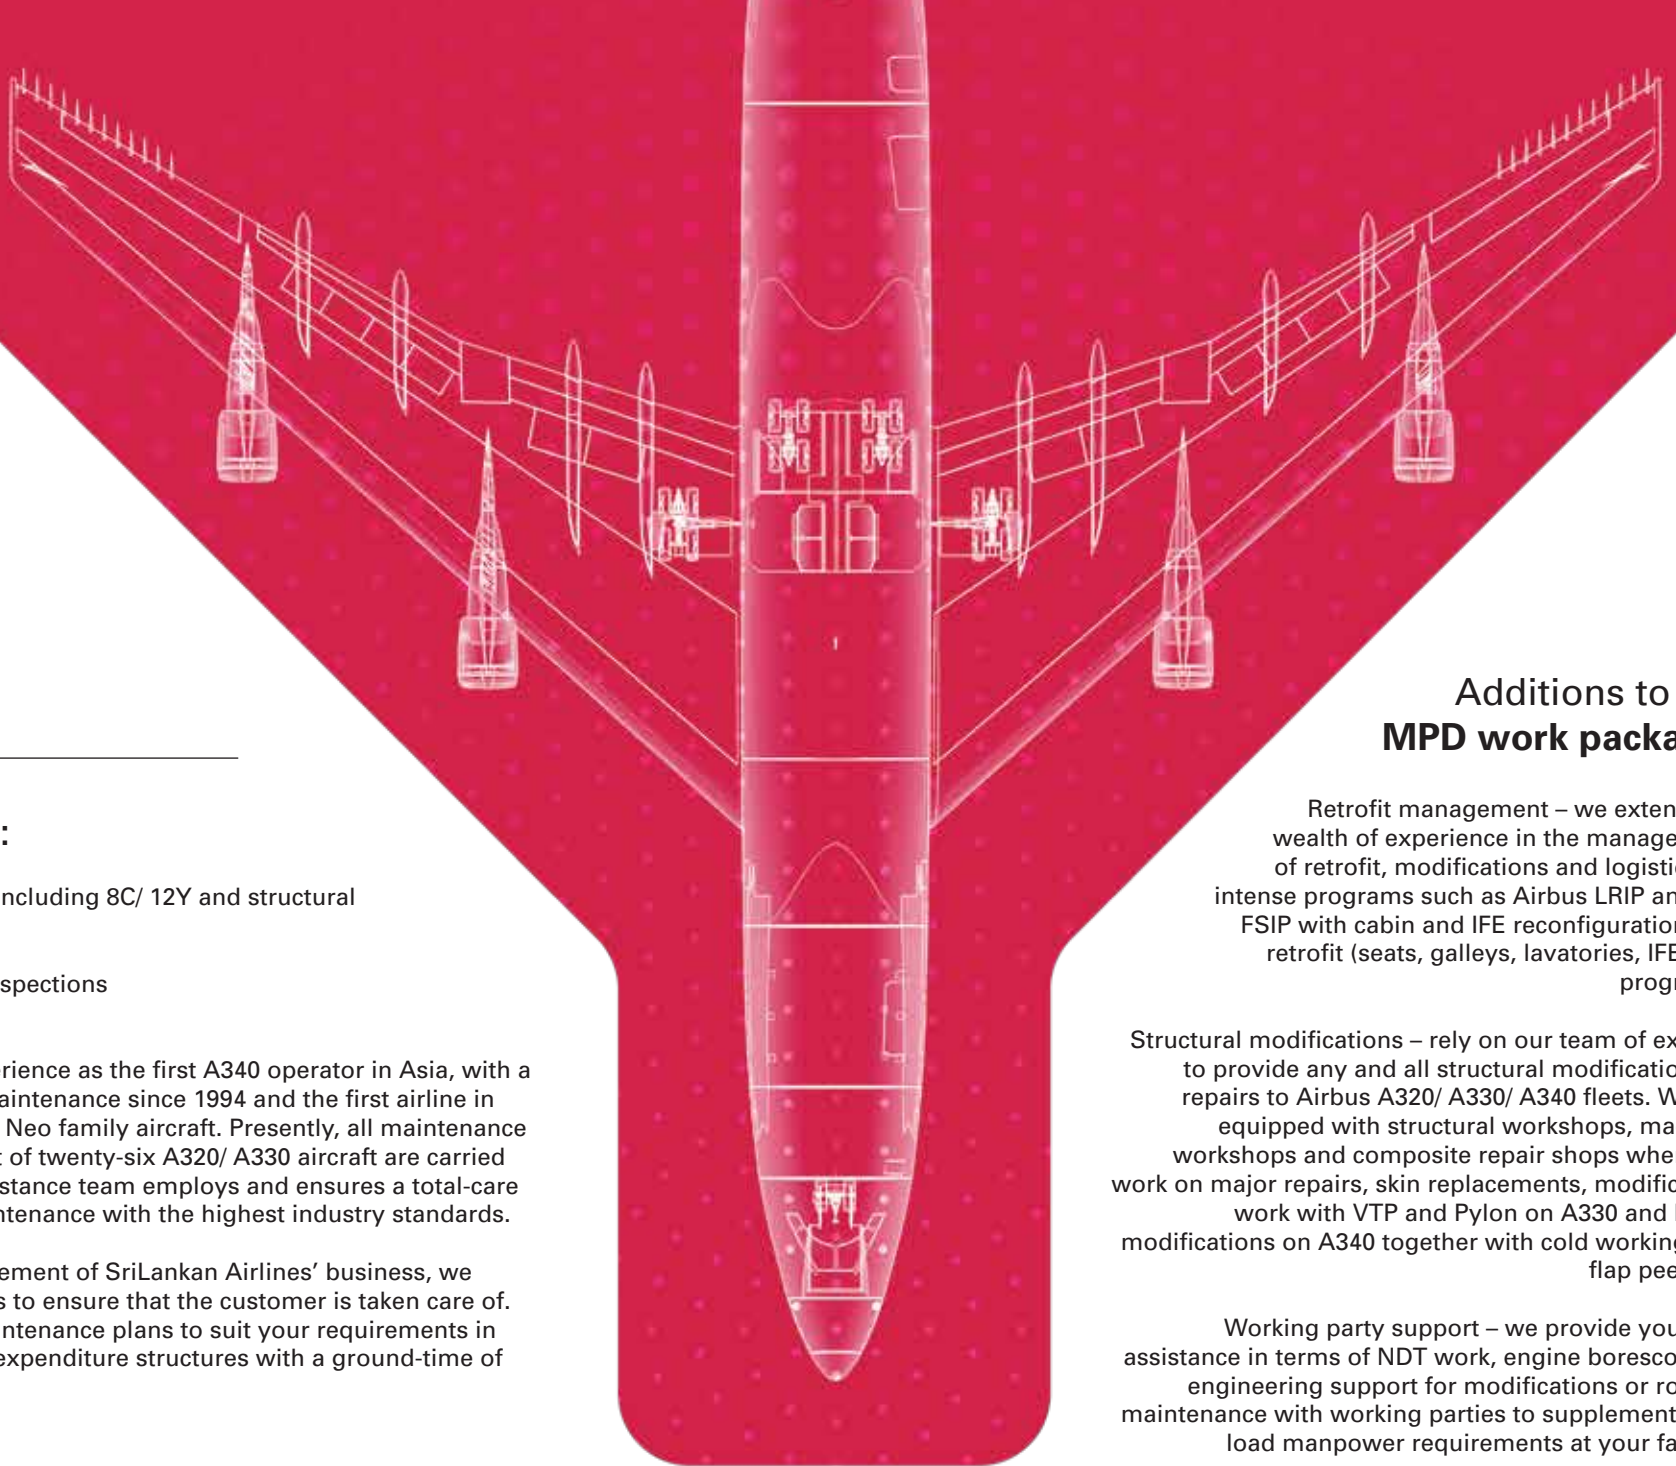 :
ncluding 8C/ 12Y and structural
spections
erience as the first A340 operator in Asia, with a
aintenance since 1994 and the first airline in
Neo family aircraft. Presently, all maintenance
t of twenty-six A320/ A330 aircraft are carried
istance team employs and ensures a total-care
ntenance with the highest industry standards.
ement of SriLankan Airlines’ business, we
s to ensure that the customer is taken care of.
intenance plans to suit your requirements in
expenditure structures with a ground-time of
Additions to
MPD work packa
Retrofit management – we exten
wealth of experience in the manage
of retrofit, modifications and logisti
intense programs such as Airbus LRIP an
FSIP with cabin and IFE reconfiguration
retrofit (seats, galleys, lavatories, IFE
progr
Structural modifications – rely on our team of ex
to provide any and all structural modificatio
repairs to Airbus A320/ A330/ A340 fleets. W
equipped with structural workshops, ma
workshops and composite repair shops whe
work on major repairs, skin replacements, modific
work with VTP and Pylon on A330 and
modifications on A340 together with cold working
flap pee
Working party support – we provide you
assistance in terms of NDT work, engine boresco
engineering support for modifications or ro
maintenance with working parties to supplement
load manpower requirements at your fa